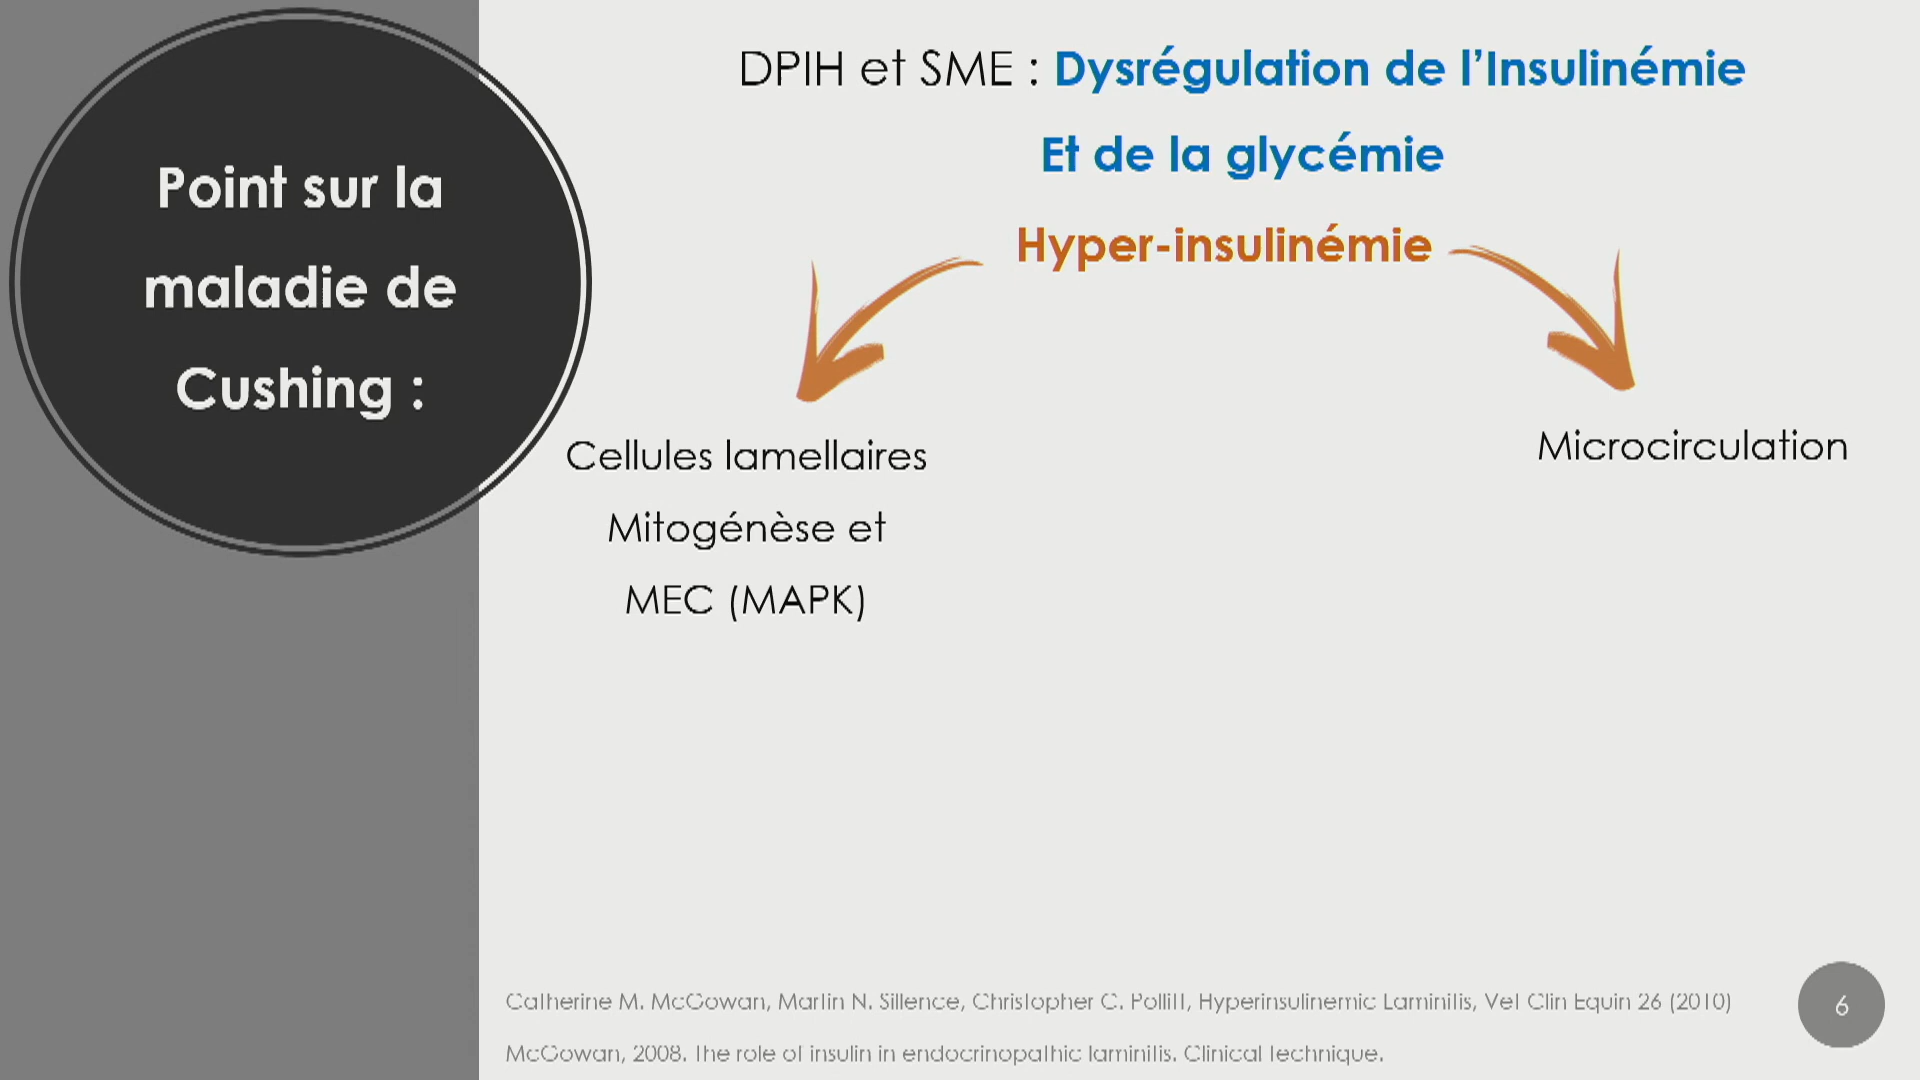 Point sur la
maladie de
Cushing :
DPIH et SME : Dysrégulation de l’Insulinémie
Et de la glycémie
Hyper-insulinémie
Cellules lamellaires
Mitogénèse et
MEC (MAPK)
Microcirculation
Catherine M. McGowan, Martin N. Sillence, Christopher C. Pollitt, Hyperinsulinemic Laminitis, Vet Clin Equin 26 (2010)
McGowan, 2008. The role of insulin in endocrinopathic laminitis. Clinical Technique.
6